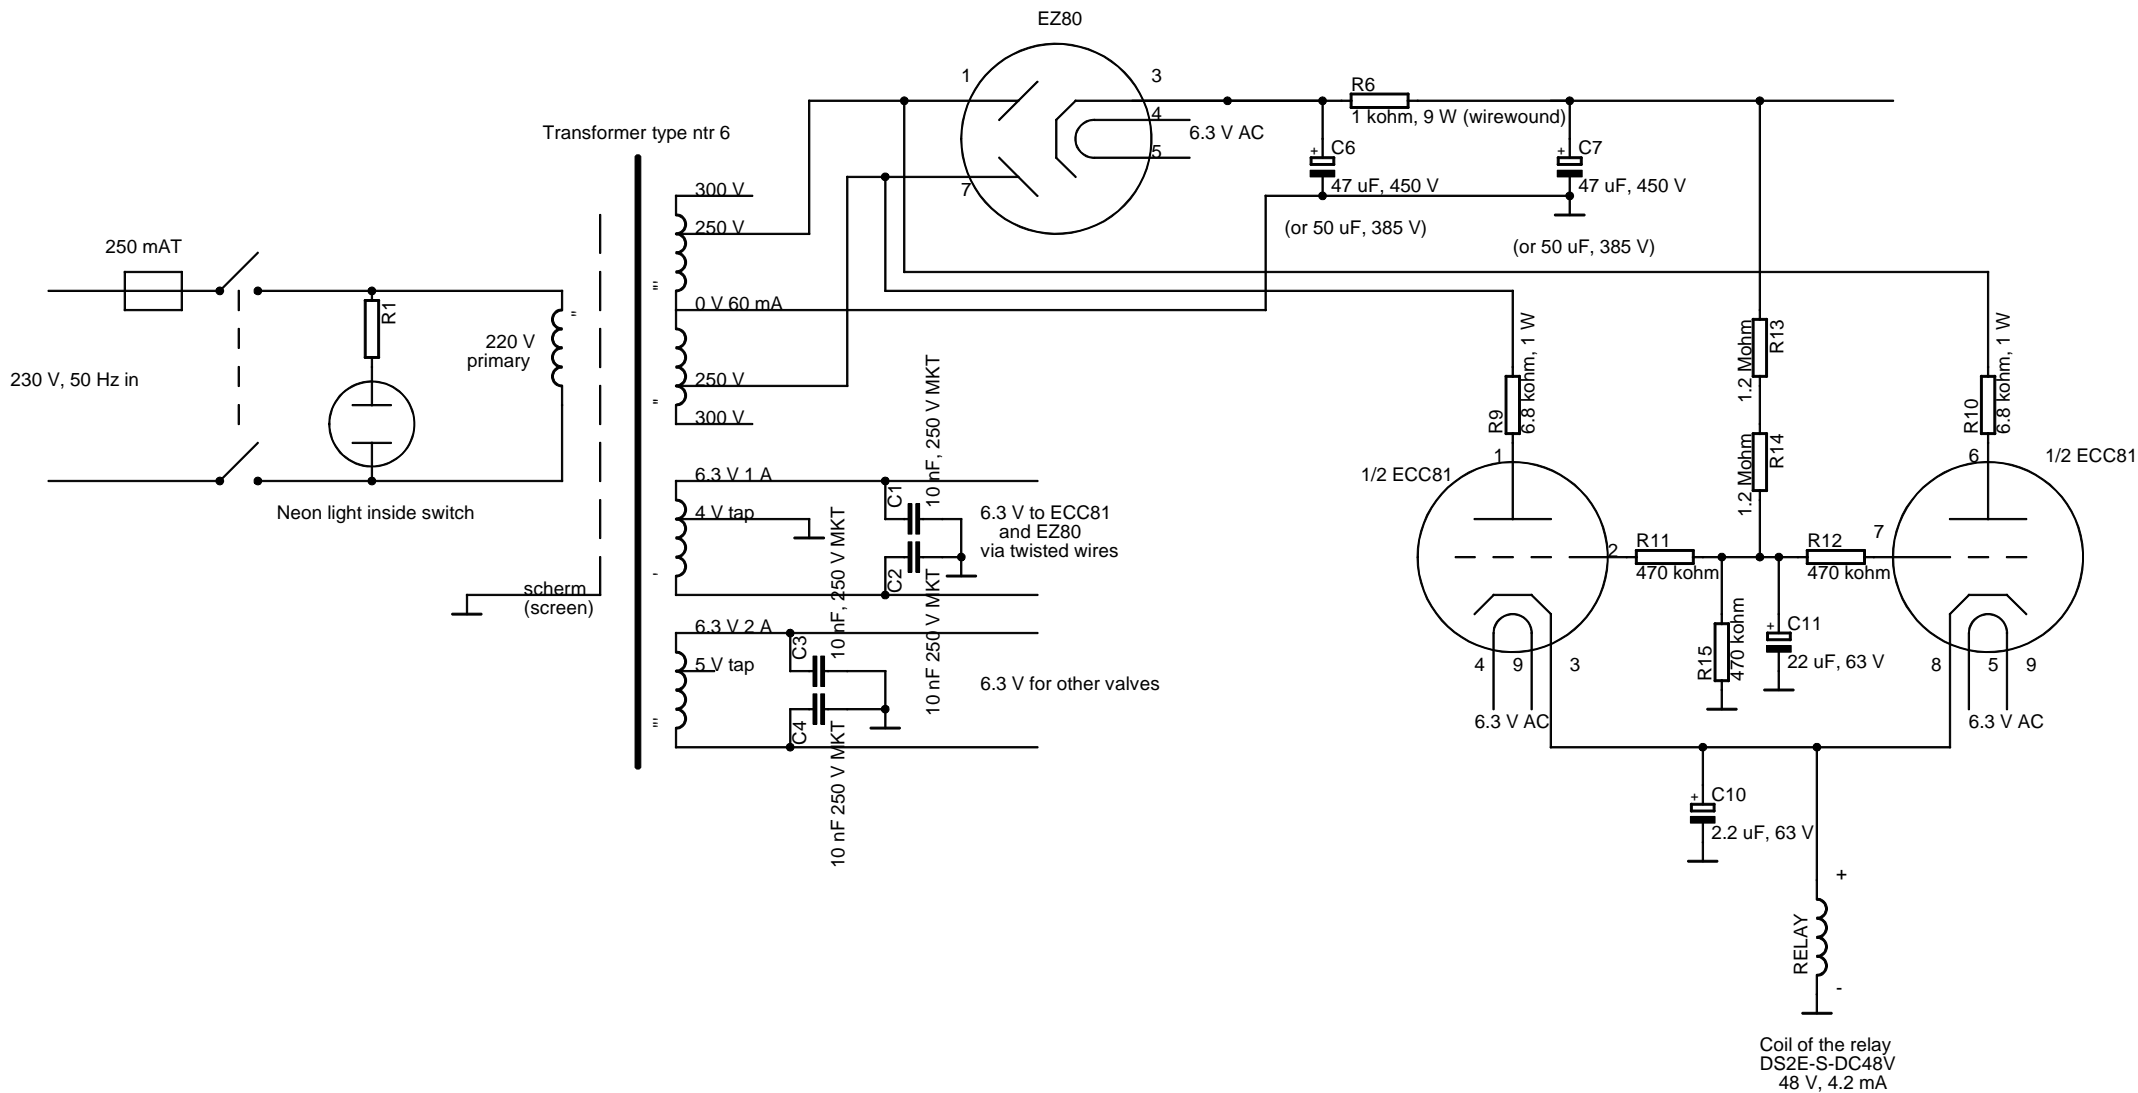 EZ80
1
3
R6
1 kohm, 9 W (wirewound)
4
6.3 V AC
5
7
Transformer type ntr 6
+
C6
47 uF, 450 V
(or 50 uF, 385 V)
+
C7
47 uF, 450 V
(or 50 uF, 385 V)
300 V
250 V
0 V 60 mA
250 V
300 V
250 mAT
R1
220 V
primary
230 V, 50 Hz in
Neon light inside switch
scherm
(screen)
6.3 V 1 A
4 V tap
C1
10 nF, 250 V MKT
C2
10 nF 250 V MKT
6.3 V to ECC81
and EZ80
via twisted wires
6.3 V 2 A
5 V tap
C3
10 nF, 250 V MKT
C4
10 nF 250 V MKT
6.3 V for other valves
R9
6.8 kohm, 1 W
R13
1.2 Mohm
R14
1.2 Mohm
R10
6.8 kohm, 1 W
1/2 ECC81
1
2
4
9
3
6.3 V AC
R11
470 kohm
R12
470 kohm
R15
470 kohm
+
C11
22 uF, 63 V
1/2 ECC81
6
7
8
5
9
6.3 V AC
+
C10
2.2 uF, 63 V
+
RELAY
-
Coil of the relay
DS2E-S-DC48V
48 V, 4.2 mA